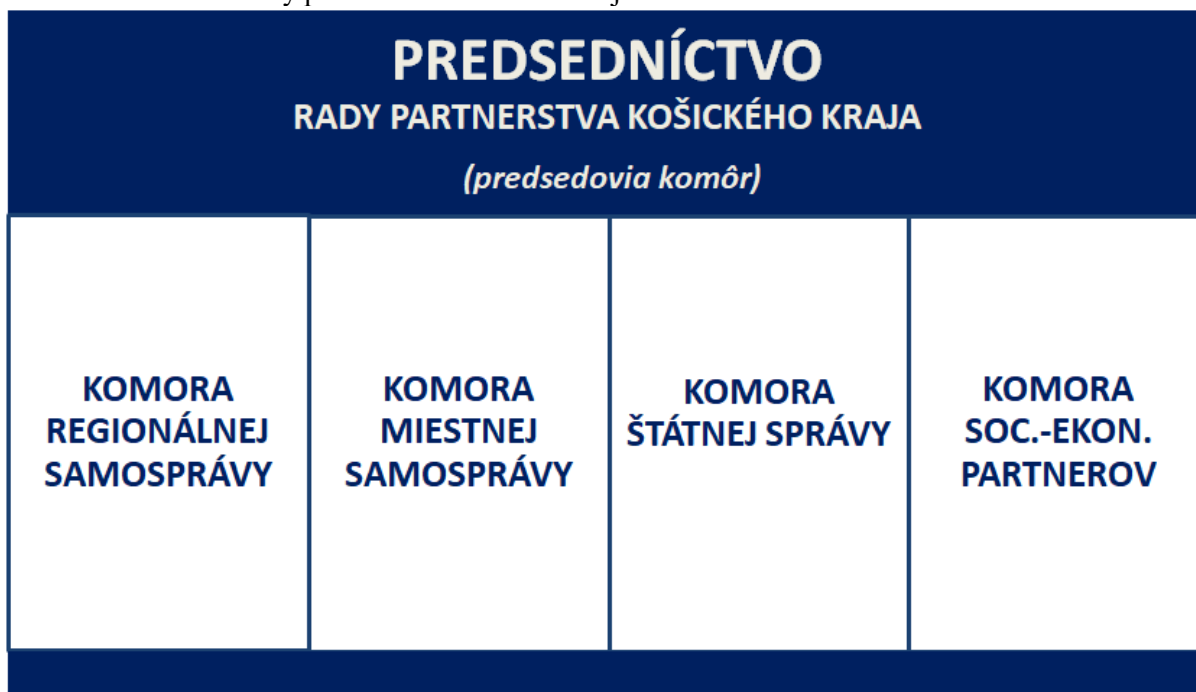 PREDSEDNÍCTVO
RADY PARTNERSTVA KOŠICKÉHO KRAJA
(predsedovia komôr)
KOMORA
REGIONÁLNEJ
SAMOSPRÁVY
KOMORA
MIESTNEJ
SAMOSPRÁVY
KOMORA
ŠTÁTNEJ SPRÁVY
KOMORA
SOC.-EKON.
PARTNEROV